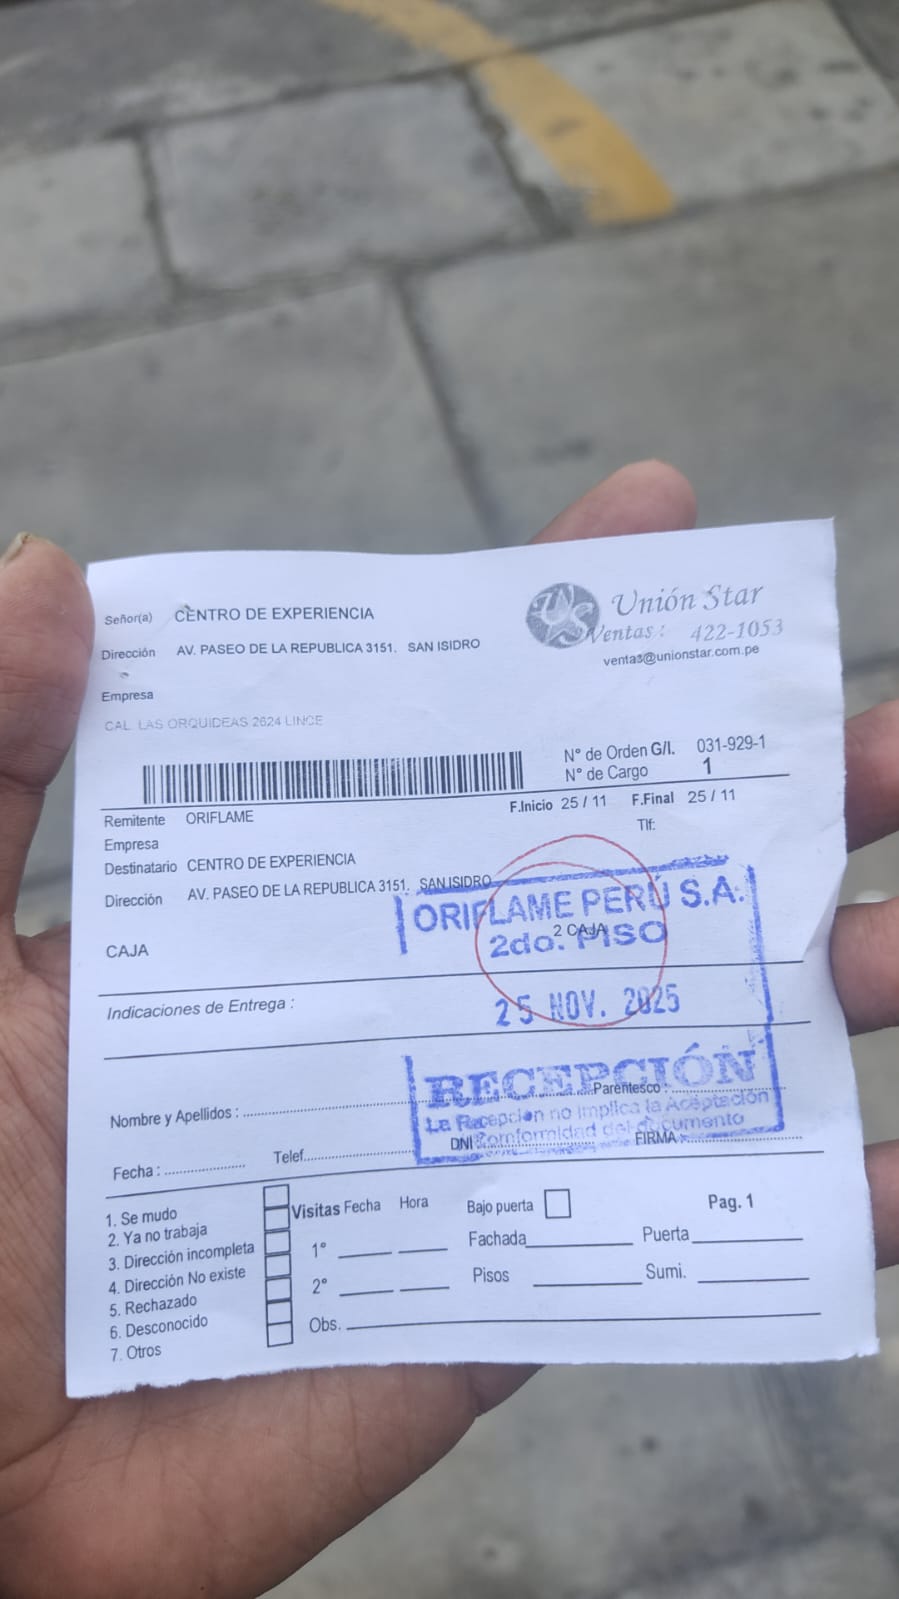 Señor(a) CENTRO DE EXPERIENCIA
Dirección AV. PASEO DE LA REPUBLICA 3151. SAN ISIDRO
Empresa
CAL. LAS ORQUIDEAS 2624 LINCE
US
Unión Star
Ventas: 422-1053
ventas@unionstar.com.pe
N° de Orden G/I. 031-929-1
N° de Cargo 1
Remitente ORIFLAME
F.Inicio 25 / 11 F.Final 25 / 11
Empresa
Tlf:
Destinatario CENTRO DE EXPERIENCIA
Dirección AV. PASEO DE LA REPUBLICA 3151. SAN ISIDRO
CAJA
2 CAJA
ORIFLAME PERÚ S.A.
2do. PISO
25 NOV. 2025
RECEPCIÓN
La Recepción no implica la Aceptación
Comformidad del documento
Indicaciones de Entrega :
Nombre y Apellidos : Parentesco :
Fecha : Telef. DNI FIRMA :
1. Se mudo
2. Ya no trabaja
3. Dirección incompleta
4. Dirección No existe
5. Rechazado
6. Desconocido
7. Otros
Visitas Fecha Hora
1°
2°
Obs.
Bajo puerta
Pag. 1
Fachada Puerta
Pisos Sumi.